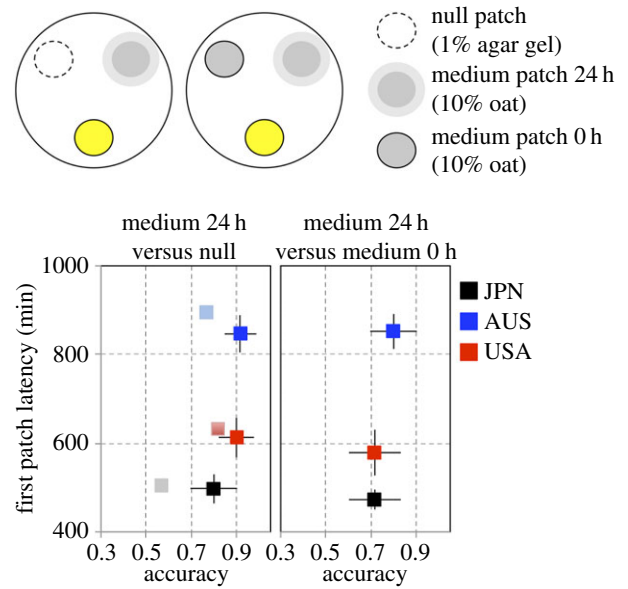 null patch
(1% agar gel)
medium patch 24 h
(10% oat)
medium patch 0 h
(10% oat)
medium 24 h
versus null
medium 24 h
versus medium 0 h
first patch latency (min)
1000
800
600
400
0.3 0.5 0.7 0.9
accuracy
0.3 0.5 0.7 0.9
accuracy
JPN
AUS
USA